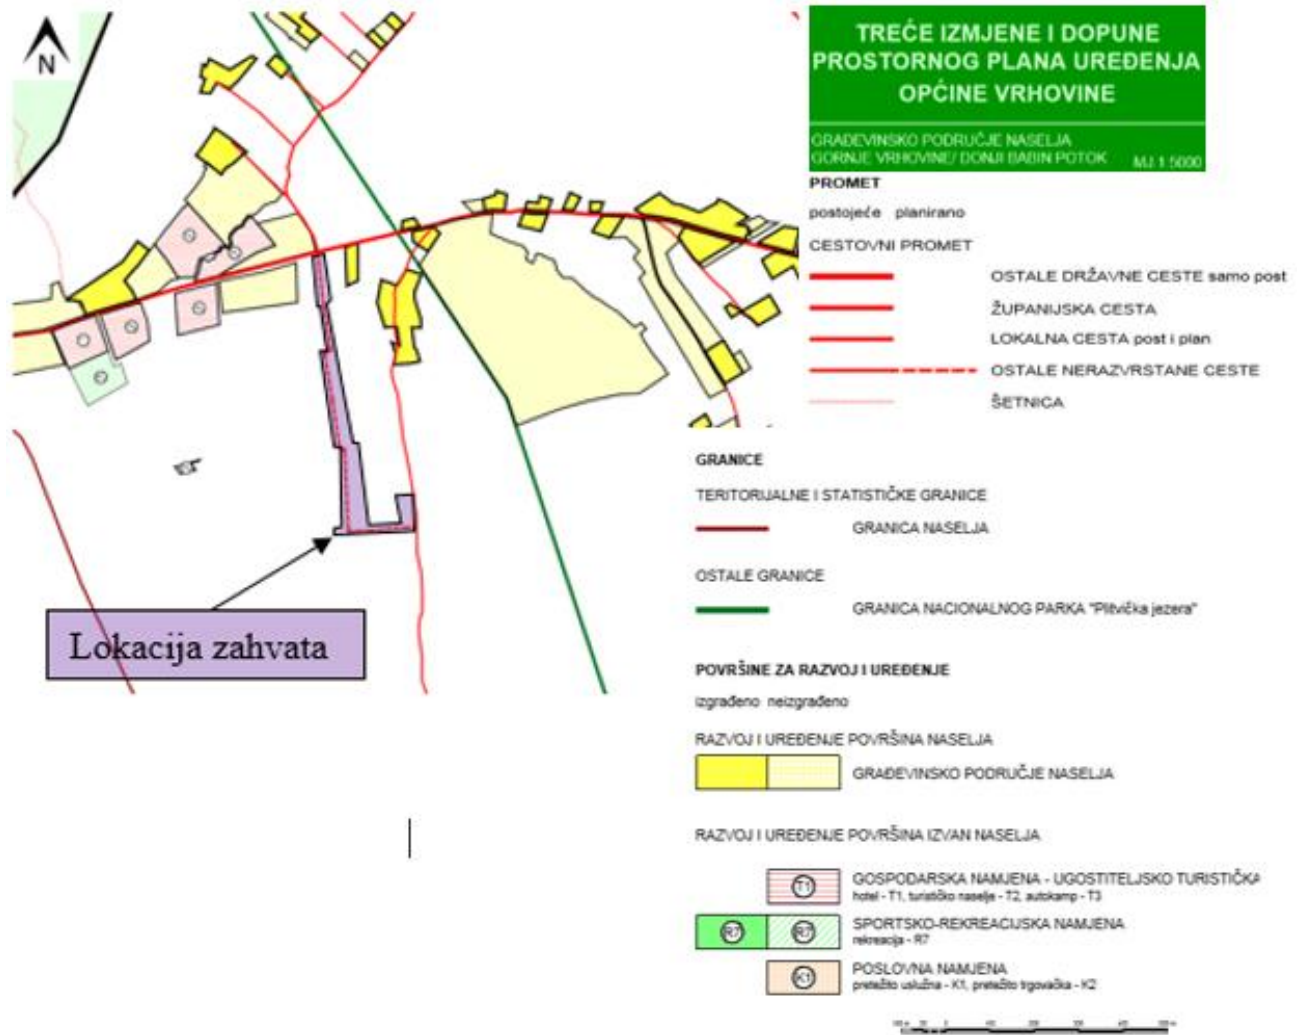 N
TREĆE IZMJENE I DOPUNE
PROSTORNOG PLANA UREĐENJA
OPĆINE VRHOVINE
GRAĐEVINSKO PODRUČJE NASELJA
GORNJE VRHOVINE/ DONJI BABIN POTOK MJ 1:5000
PROMET
postojeće planirano
CESTOVNI PROMET
OSTALE DRŽAVNE CESTE samo post
ŽUPANIJSKA CESTA
LOKALNA CESTA post i plan
OSTALE NERAZVRSTANE CESTE
ŠETNICA
GRANICE
TERITORIJALNE I STATISTIČKE GRANICE
GRANICA NASELJA
OSTALE GRANICE
GRANICA NACIONALNOG PARKA "Plitvička jezera"
Lokacija zahvata
POVRŠINE ZA RAZVOJ I UREĐENJE
izgrađeno neizgrađeno
RAZVOJ I UREĐENJE POVRŠINA NASELJA
GRAĐEVINSKO PODRUČJE NASELJA
RAZVOJ I UREĐENJE POVRŠINA IZVAN NASELJA
T1 GOSPODARSKA NAMJENA - UGOSTITELJSKO TURISTIČKA
hotel - T1, turističko naselje - T2, autokamp - T3
R7 R7 SPORTSKO-REKREACIJSKA NAMJENA
rekreacija - R7
K1 POSLOVNA NAMJENA
pretežito uslužna - K1, pretežito trgovačka - K2